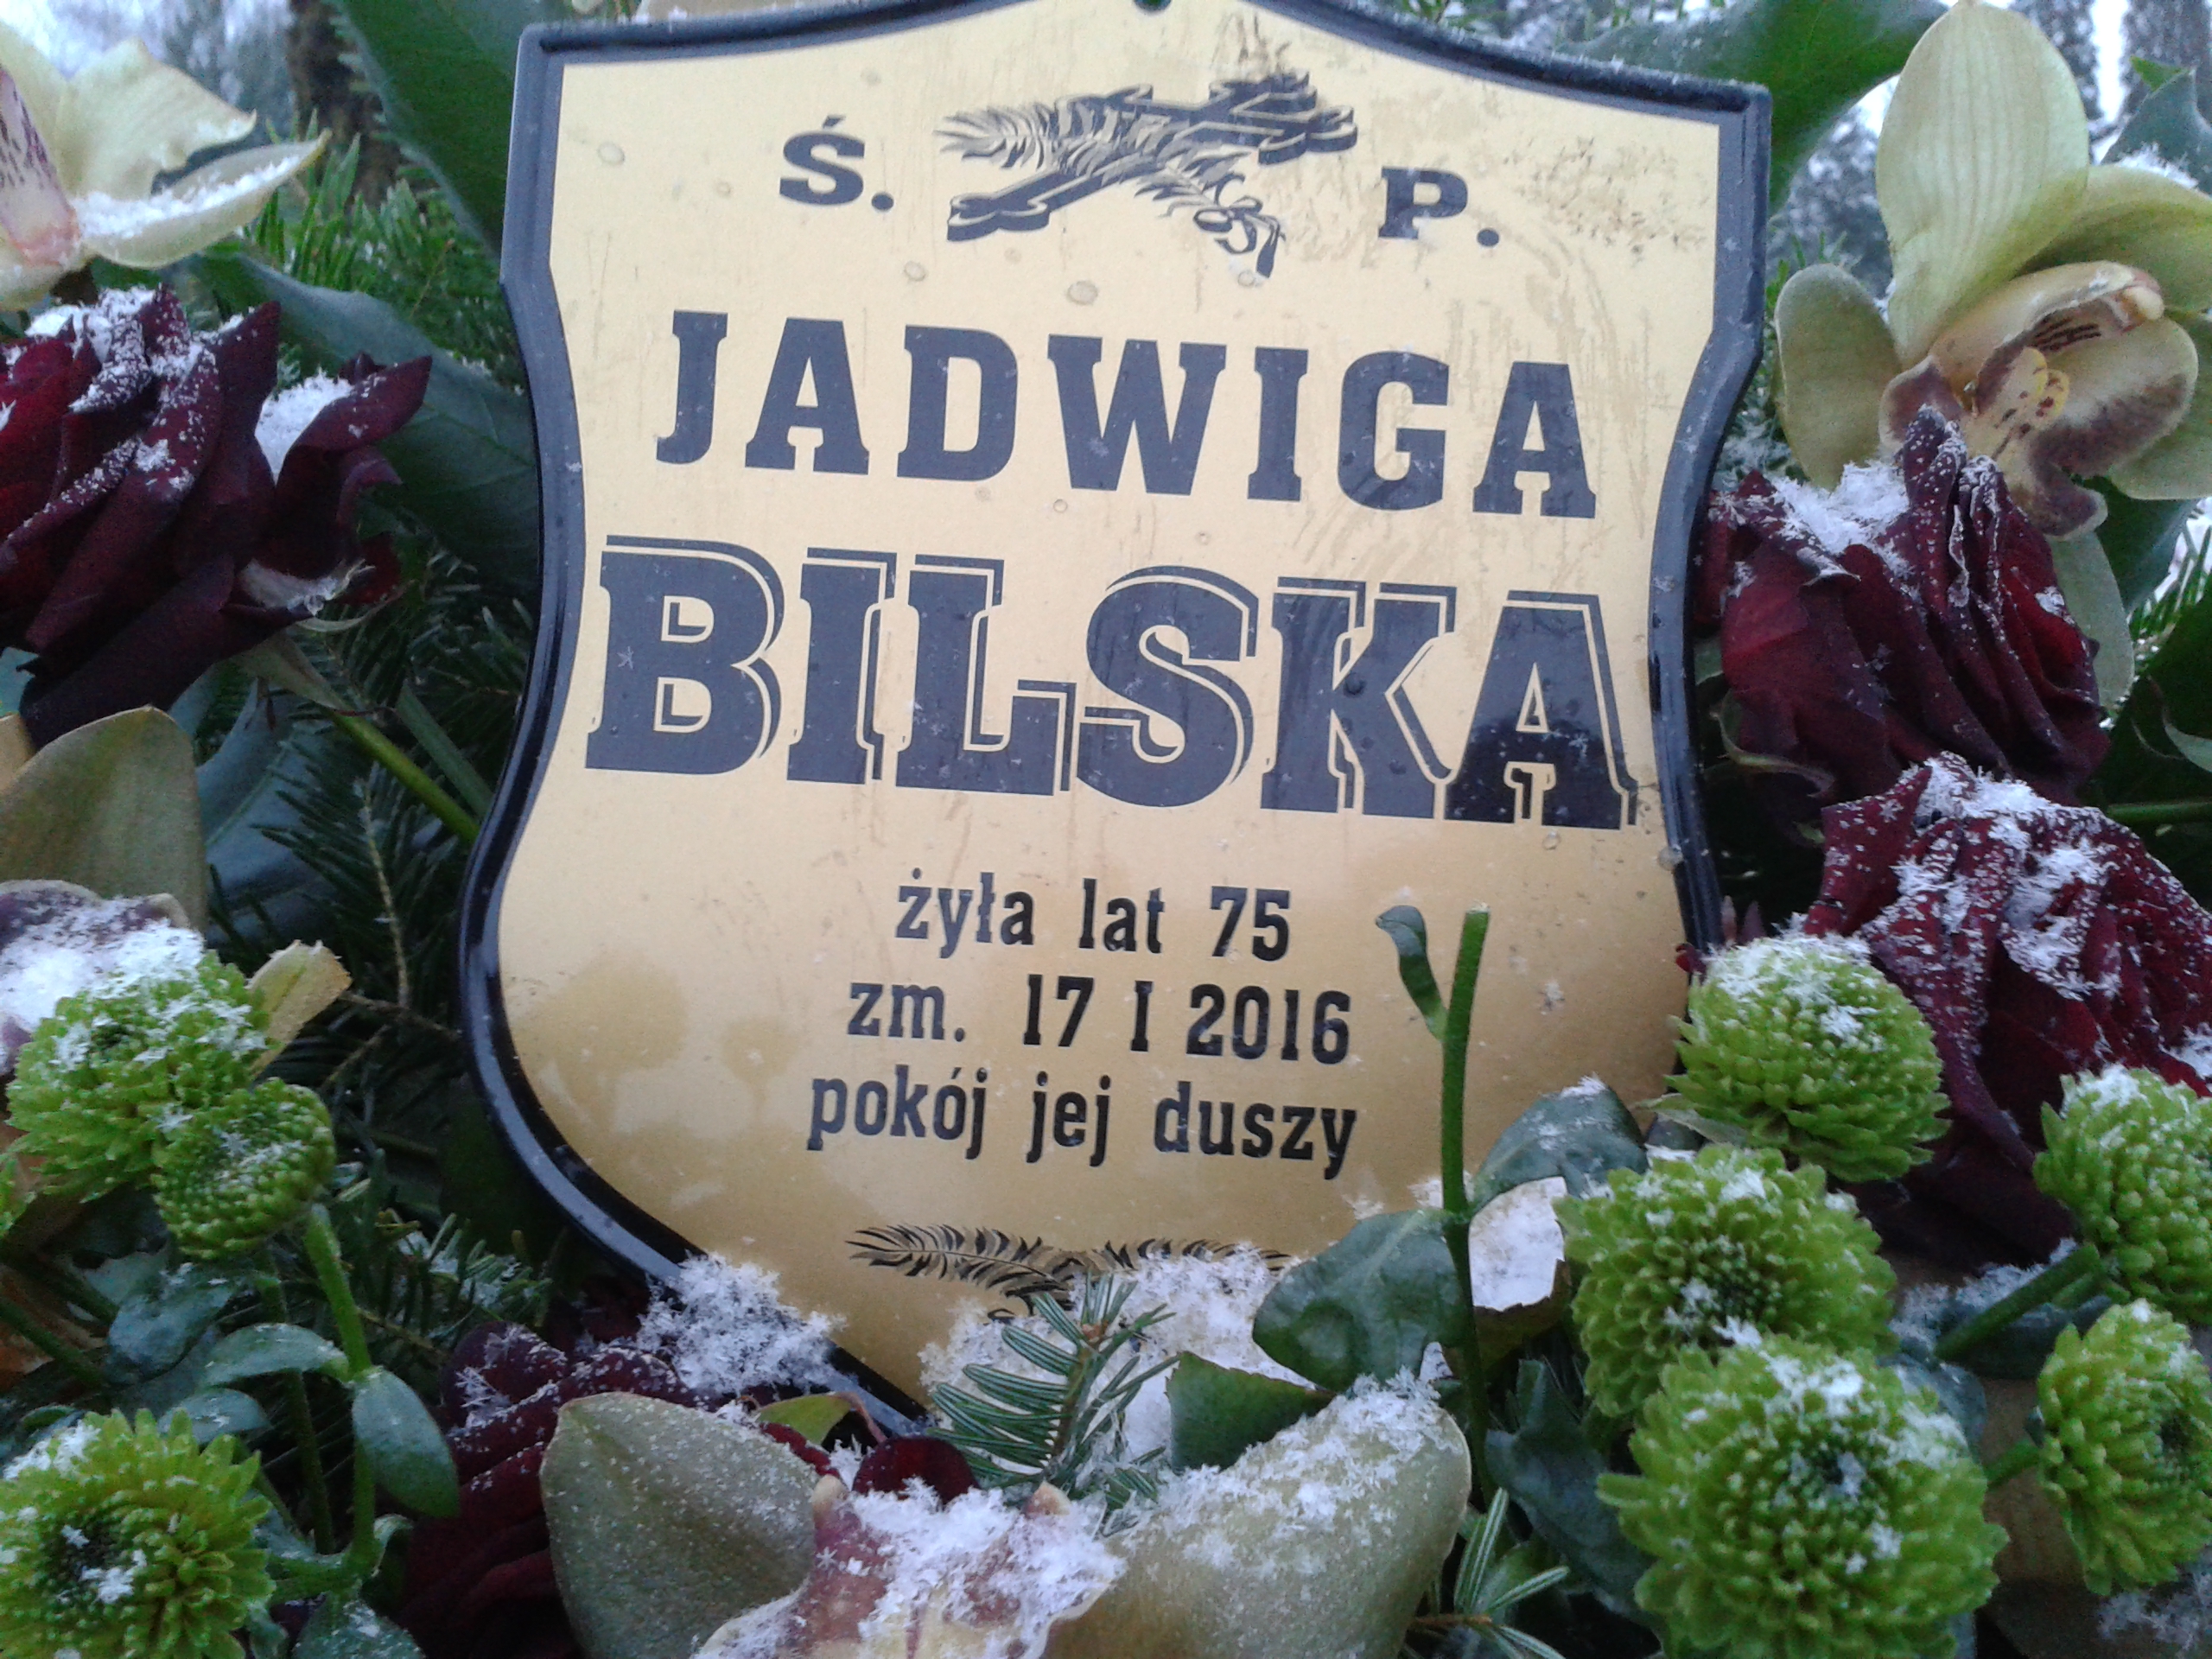 Ś. P.
JADWIGA
BILSKA
żyła lat 75
zm. 17 I 2016
pokój jej duszy